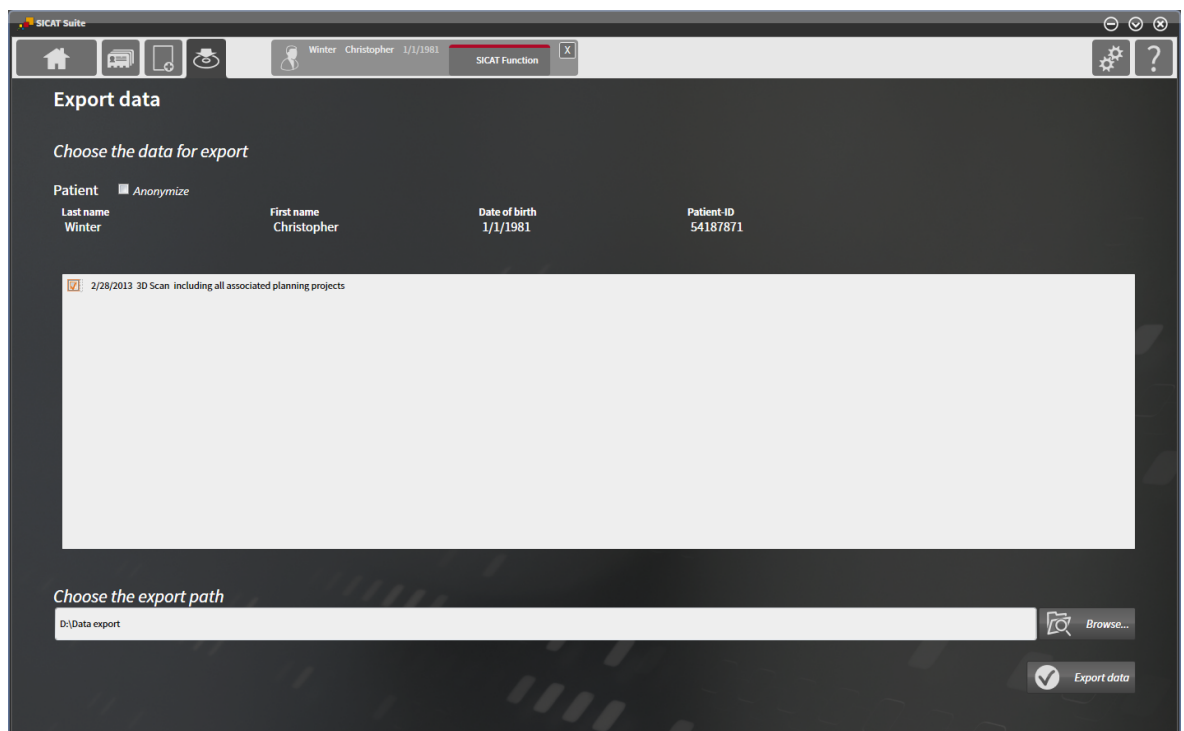 SICAT Suite
Winter Christopher 1/1/1981
SICAT Function
X
?
Export data
Choose the data for export
Patient Anonymize
Last name First name Date of birth Patient-ID
Winter Christopher 1/1/1981 54187871
2/28/2013 3D Scan including all associated planning projects
Choose the export path
D:\Data export
Browse...
Export data